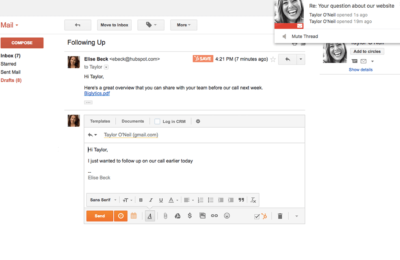 Re: Your question about our website
Taylor O'Neil opened 1s ago
Taylor O'Neil opened 19m ago
Mute Thread
Mail
Move to Inbox
More
Following Up
COMPOSE
Inbox (7)
Starred
Sent Mail
Drafts (8)
Elise Beck <ebeck@hubspot.com>
4:21 PM (7 minutes ago)
to Taylor
Add to circles
Show details
Hi Taylor,
Here's a great overview that you can share with your team before our call next week.
Biglytics.pdf
Templates Documents Log in CRM
Taylor O'Neil (gmail.com)
Hi Taylor,
I just wanted to follow up on our call earlier today
--
Elise Beck
Sans Serif
Send